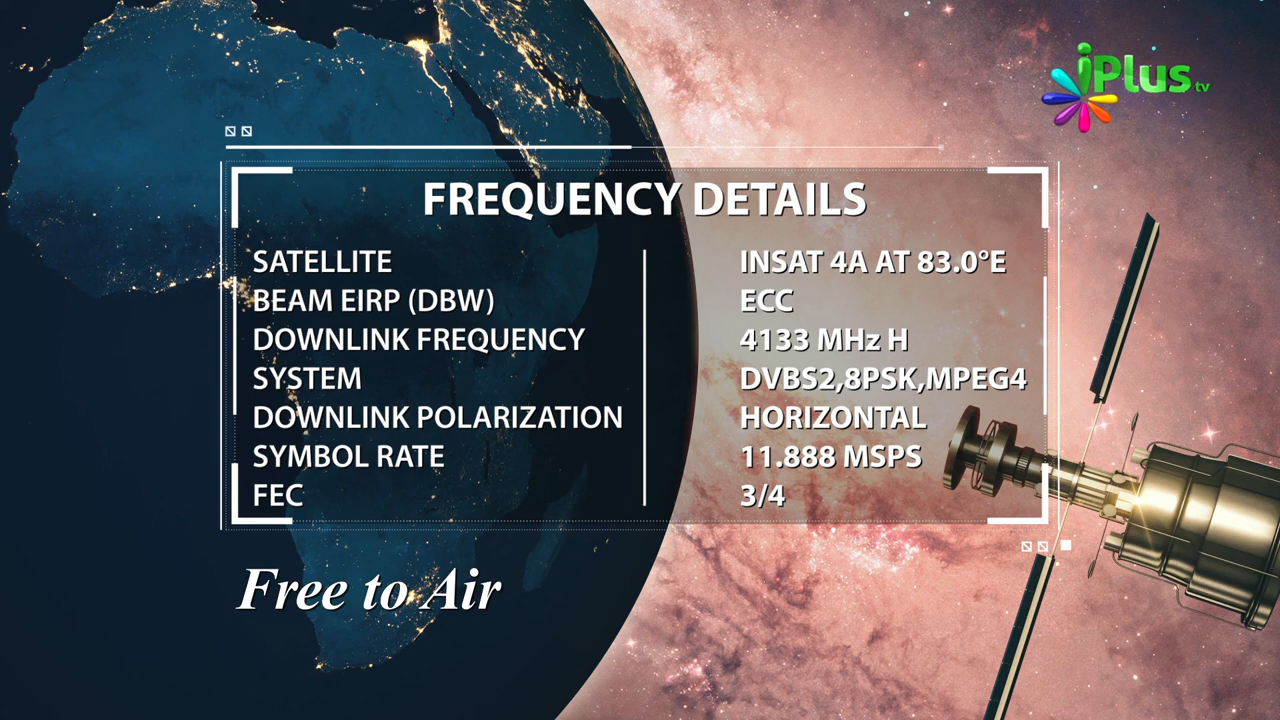 iPlus tv
FREQUENCY DETAILS
SATELLITE INSAT 4A AT 83.0°E
BEAM EIRP (DBW) ECC
DOWNLINK FREQUENCY 4133 MHz H
SYSTEM DVBS2,8PSK,MPEG4
DOWNLINK POLARIZATION HORIZONTAL
SYMBOL RATE 11.888 MSPS
FEC 3/4
Free to Air